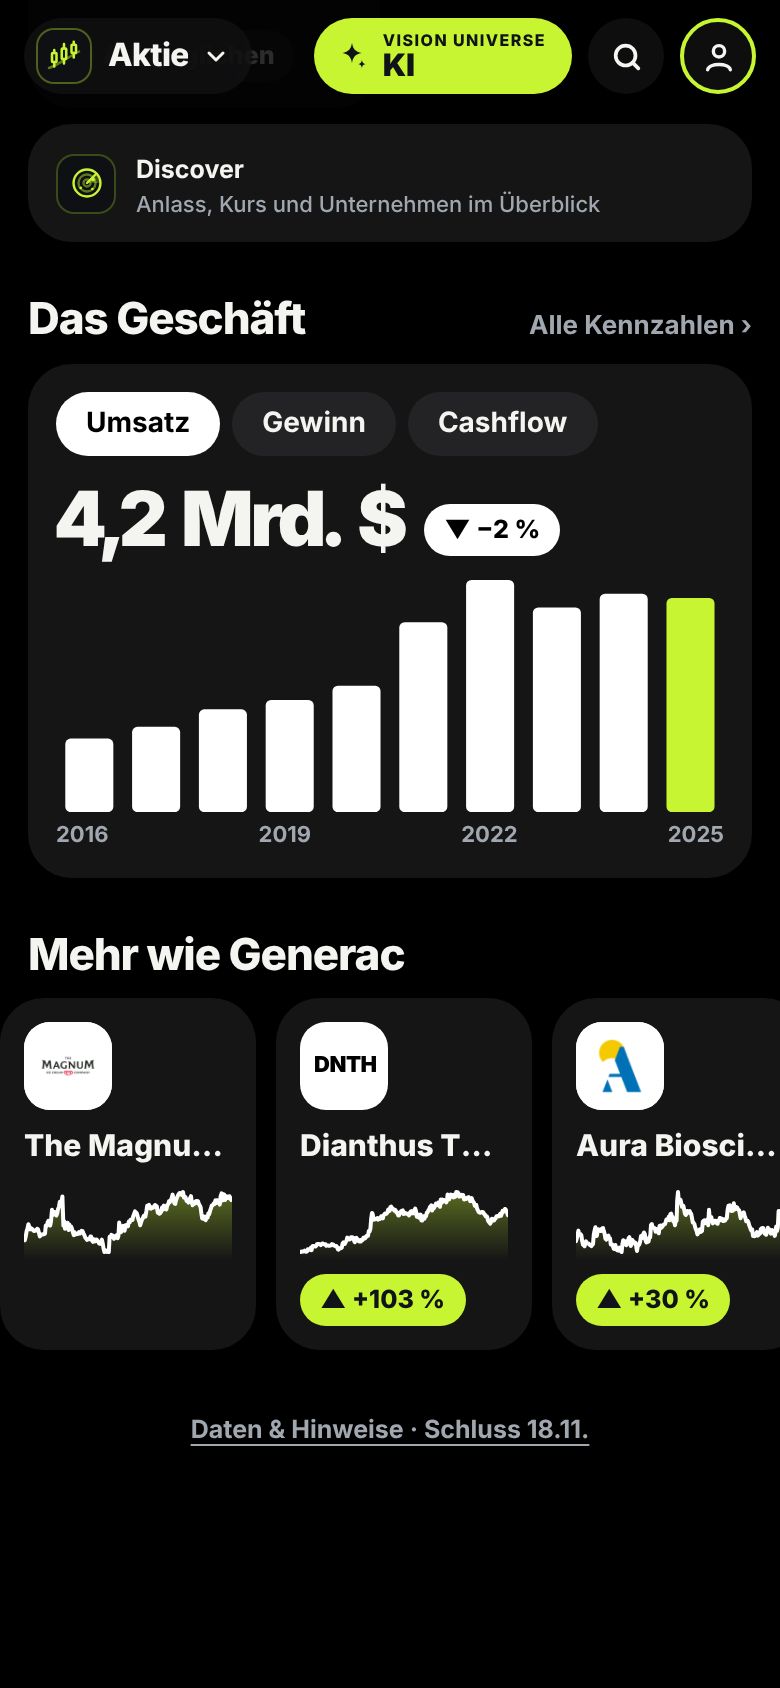 Aktie
VISION UNIVERSE
KI
Discover
Anlass, Kurs und Unternehmen im Überblick
Das Geschäft
Alle Kennzahlen ›
Umsatz
Gewinn
Cashflow
4,2 Mrd. $
▼ −2 %
2016
2019
2022
2025
Mehr wie Generac
MAGNUM
DNTH
The Magnu...
Dianthus T...
Aura Biosci...
▲ +103 %
▲ +30 %
Daten & Hinweise · Schluss 18.11.